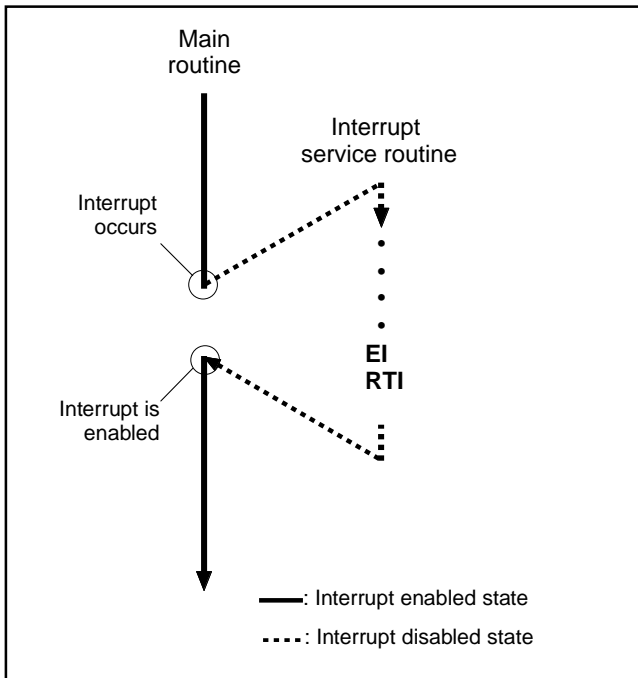 Main
routine
Interrupt
service routine
Interrupt
occurs
EI
RTI
Interrupt is
enabled
: Interrupt enabled state
: Interrupt disabled state